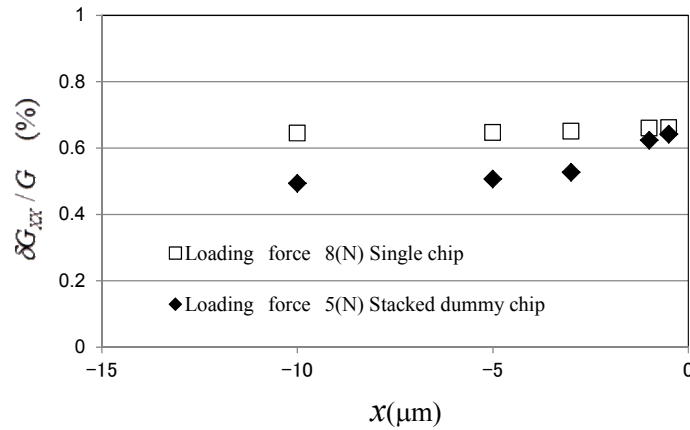 1
0.8
0.6
0.4
0.2
0
δG_xx / G (%)
□Loading force 8(N) Single chip
◆Loading force 5(N) Stacked dummy chip
−15 −10 −5 0
x(μm)